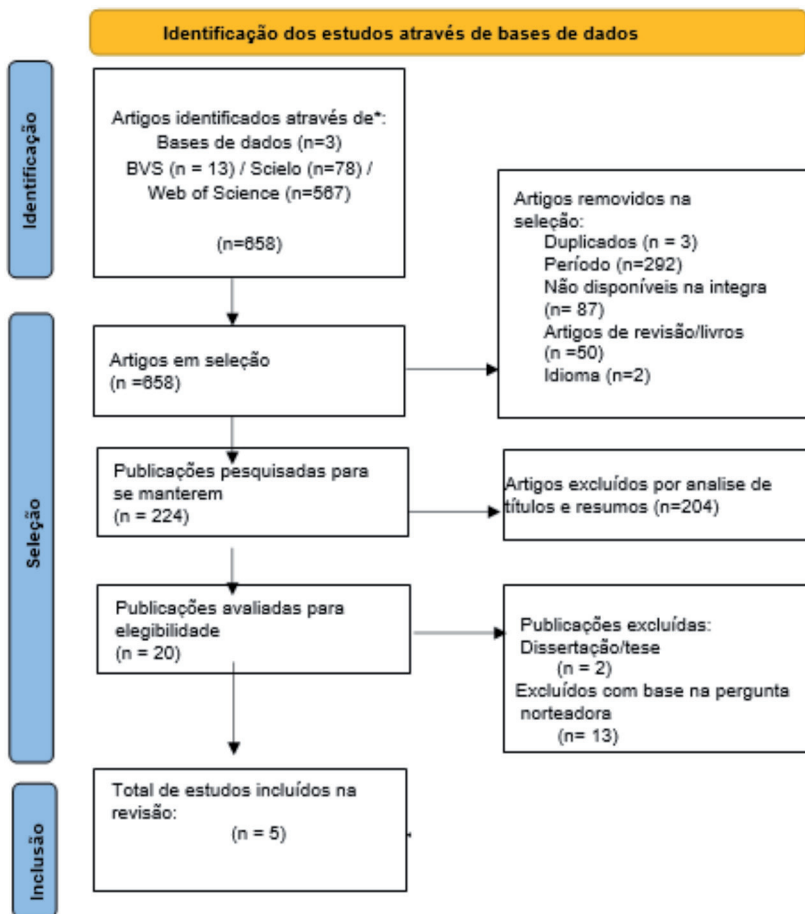 Identificação dos estudos através de bases de dados
Identificação
Artigos identificados através de*:
Bases de dados (n=3)
BVS (n = 13) / Scielo (n=78) /
Web of Science (n=567)
(n=658)
Artigos removidos na
seleção:
Duplicados (n = 3)
Período (n=292)
Não disponíveis na integra
(n= 87)
Artigos de revisão/livros
(n =50)
Idioma (n=2)
Seleção
Artigos em seleção
(n =658)
Publicações pesquisadas para
se manterem
(n = 224)
Artigos excluídos por analise de
títulos e resumos (n=204)
Publicações avaliadas para
elegibilidade
(n = 20)
Publicações excluídas:
Dissertação/tese
(n = 2)
Excluídos com base na pergunta
norteadora
(n= 13)
Inclusão
Total de estudos incluídos na
revisão:
(n = 5)